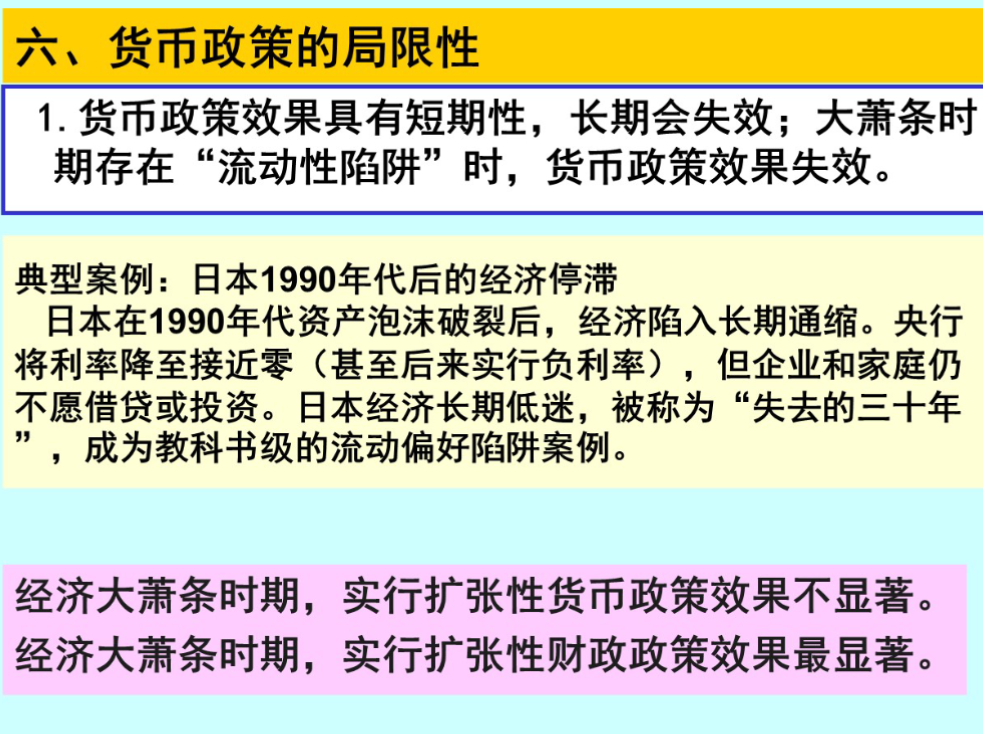 六、货币政策的局限性
1.货币政策效果具有短期性，长期会失效；大萧条时
期存在“流动性陷阱”时，货币政策效果失效。
典型案例：日本1990年代后的经济停滞
日本在1990年代资产泡沫破裂后，经济陷入长期通缩。央行
将利率降至接近零（甚至后来实行负利率），但企业和家庭仍
不愿借贷或投资。日本经济长期低迷，被称为“失去的三十年
”，成为教科书级的流动偏好陷阱案例。
经济大萧条时期，实行扩张性货币政策效果不显著。
经济大萧条时期，实行扩张性财政政策效果最显著。